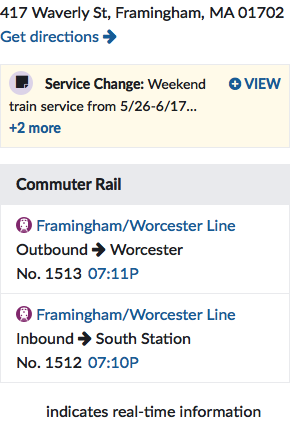 417 Waverly St, Framingham, MA 01702
Get directions
Service Change: Weekend
VIEW
train service from 5/26-6/17...
+2 more
Commuter Rail
Framingham/Worcester Line
Outbound → Worcester
No. 1513 07:11P
Framingham/Worcester Line
Inbound → South Station
No. 1512 07:10P
indicates real-time information